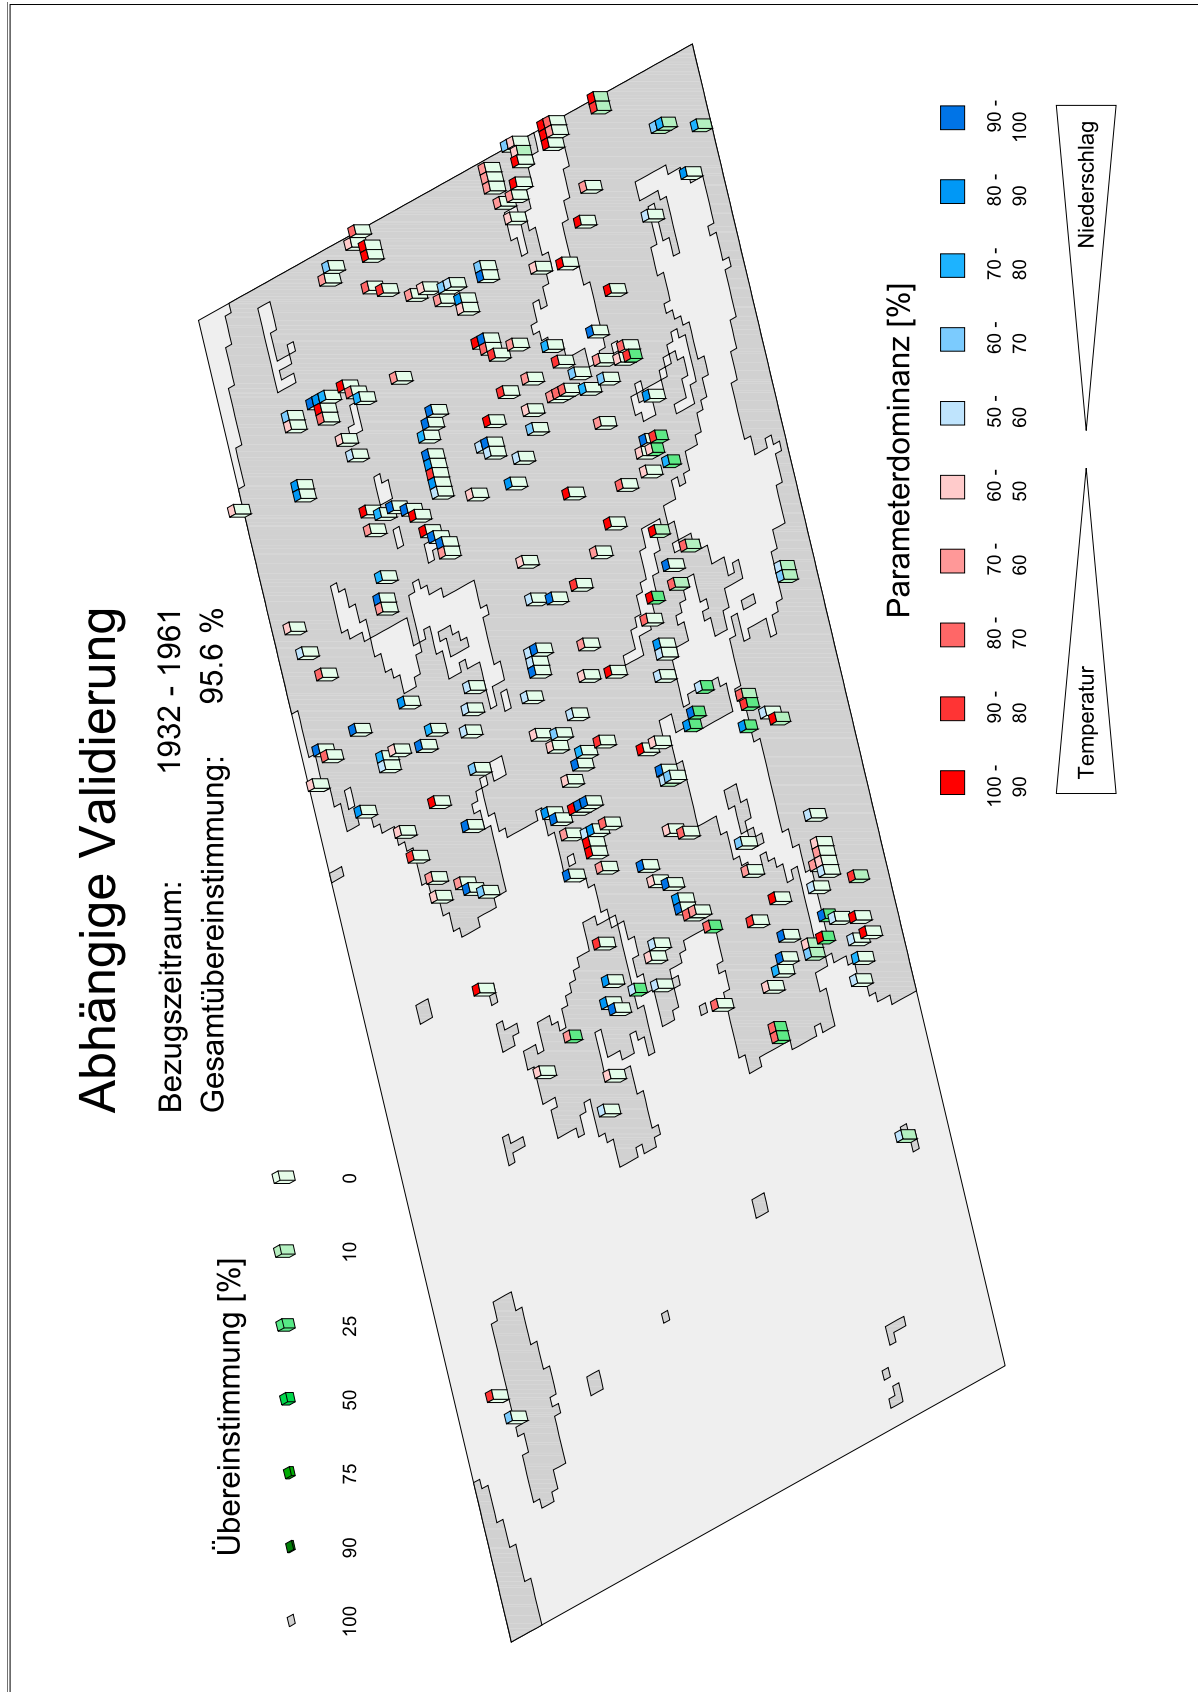 Abhängige Validierung
Bezugszeitraum: 1932 - 1961
Gesamtübereinstimmung: 95.6 %
Übereinstimmung [%]
100 90 75 50 25 10 0
Parameterdominanz [%]
100 - 90 - 80 - 70 - 60 - 50 - 60 - 70 - 80 - 90 -
90 80 70 60 50 60 70 80 90 100
Temperatur Niederschlag